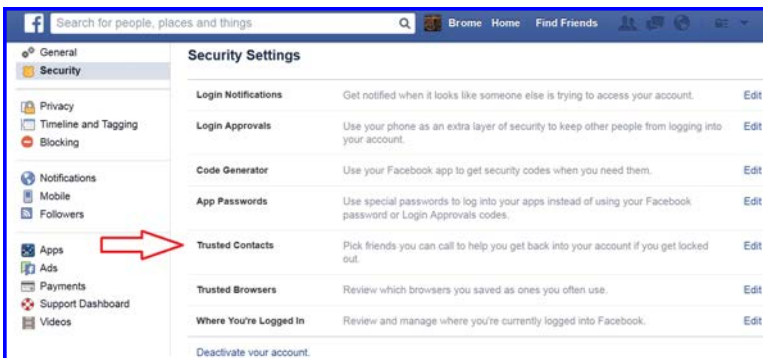 f Search for people, places and things Brome Home Find Friends
General
Security
Privacy
Timeline and Tagging
Blocking
Notifications
Mobile
Followers
Apps
Ads
Payments
Support Dashboard
Videos
Security Settings
Login Notifications Get notified when it looks like someone else is trying to access your account. Edit
Login Approvals Use your phone as an extra layer of security to keep other people from logging into Edit
your account.
Code Generator Use your Facebook app to get security codes when you need them. Edit
App Passwords Use special passwords to log into your apps instead of using your Facebook Edit
password or Login Approvals codes.
Trusted Contacts Pick friends you can call to help you get back into your account if you get locked Edit
out.
Trusted Browsers Review which browsers you saved as ones you often use. Edit
Where You're Logged In Review and manage where you're currently logged into Facebook. Edit
Deactivate your account.